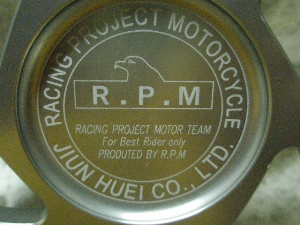 RACING PROJECT MOTORCYCLE
R.P.M
RACING PROJECT MOTOR TEAM
For Best Rider only
PRODUTED BY R.P.M
JIUN HUEI CO., LTD.